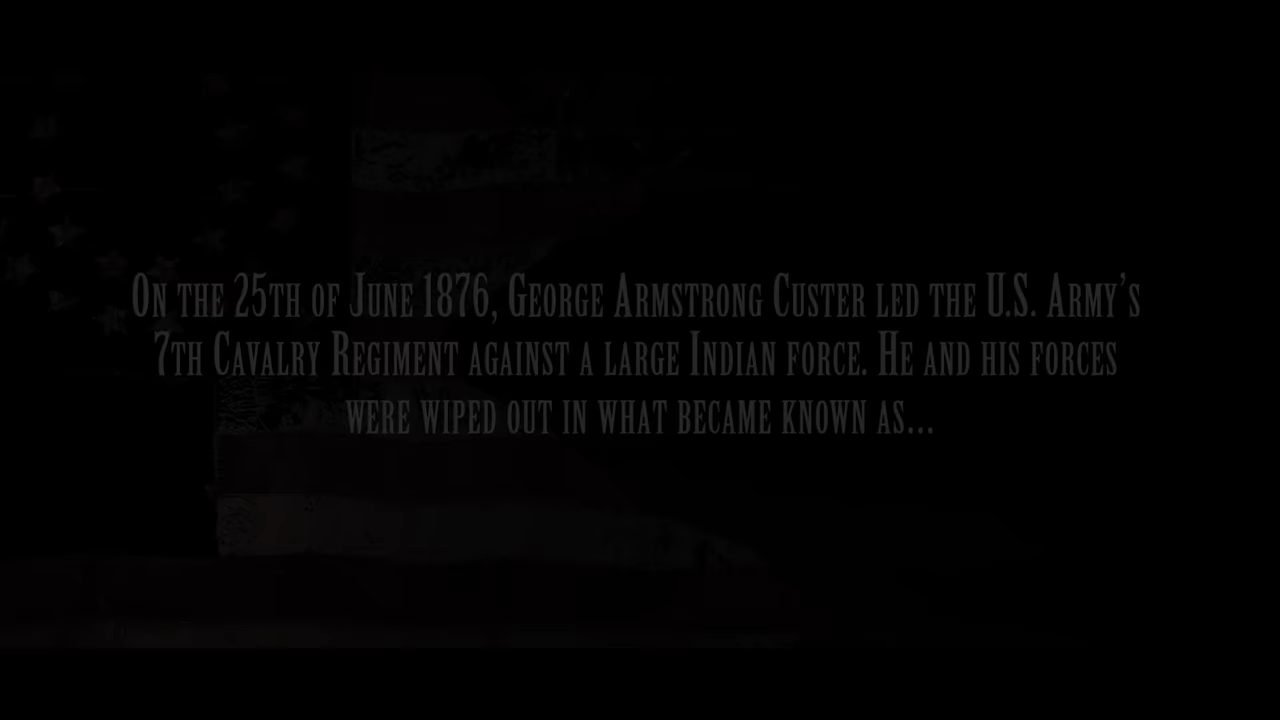 On the 25th of June 1876, George Armstrong Custer led the U.S. Army's
7th Cavalry Regiment against a large Indian force. He and his forces
were wiped out in what became known as...